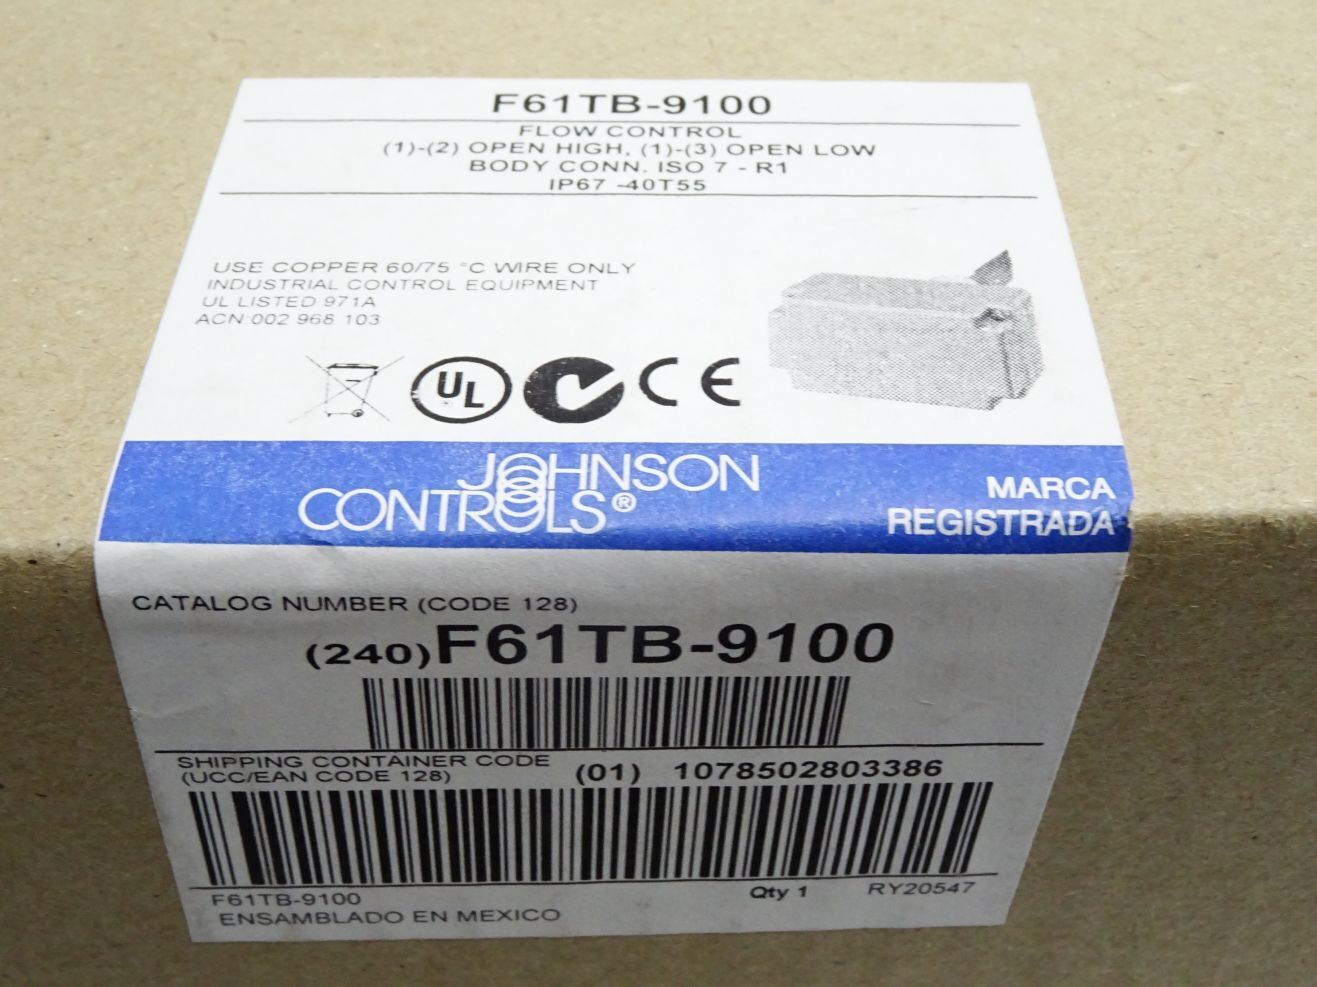 F61TB-9100
FLOW CONTROL
(1)-(2) OPEN HIGH, (1)-(3) OPEN LOW
BODY CONN. ISO 7 - R1
IP67 -40T55
USE COPPER 60/75 °C WIRE ONLY
INDUSTRIAL CONTROL EQUIPMENT
UL LISTED 971A
ACN:002 968 103
UL CE
JOHNSON
CONTROLS®
MARCA
REGISTRADA
CATALOG NUMBER (CODE 128)
(240)F61TB-9100
SHIPPING CONTAINER CODE
(UCC/EAN CODE 128)
(01) 1078502803386
F61TB-9100
Qty 1
RY20547
ENSAMBLADO EN MEXICO